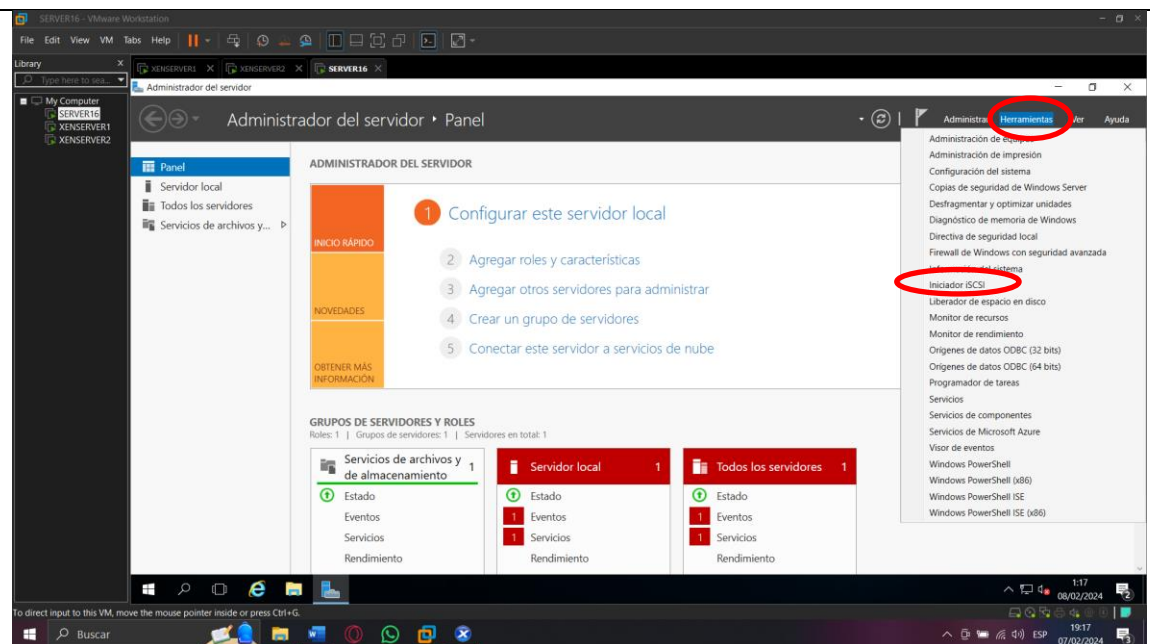 SERVER16 - VMware Workstation
File Edit View VM Tabs Help
Library X
Type here to sea...
My Computer
SERVER16
XENSERVER1
XENSERVER2
XENSERVER1 X XENSERVER2 X SERVER16 X
Administrador del servidor
Administrador del servidor ‣ Panel
Administrar Herramientas Ver Ayuda
Panel
Servidor local
Todos los servidores
Servicios de archivos y...
ADMINISTRADOR DEL SERVIDOR
INICIO RÁPIDO
NOVEDADES
OBTENER MÁS
INFORMACIÓN
1 Configurar este servidor local
2 Agregar roles y características
3 Agregar otros servidores para administrar
4 Crear un grupo de servidores
5 Conectar este servidor a servicios de nube
GRUPOS DE SERVIDORES Y ROLES
Roles: 1 | Grupos de servidores: 1 | Servidores en total: 1
Servicios de archivos y
de almacenamiento
1
Estado
Eventos
Servicios
Rendimiento
Servidor local 1
Estado
1 Eventos
1 Servicios
Rendimiento
Todos los servidores 1
Estado
1 Eventos
1 Servicios
Rendimiento
Administración de equipos
Administración de impresión
Configuración del sistema
Copias de seguridad de Windows Server
Desfragmentar y optimizar unidades
Diagnóstico de memoria de Windows
Directiva de seguridad local
Firewall de Windows con seguridad avanzada
Información del sistema
Iniciador iSCSI
Liberador de espacio en disco
Monitor de recursos
Monitor de rendimiento
Orígenes de datos ODBC (32 bits)
Orígenes de datos ODBC (64 bits)
Programador de tareas
Servicios
Servicios de componentes
Servicios de Microsoft Azure
Visor de eventos
Windows PowerShell
Windows PowerShell (x86)
Windows PowerShell ISE
Windows PowerShell ISE (x86)
1:17
08/02/2024
2
To direct input to this VM, move the mouse pointer inside or press Ctrl+G.
Buscar
ESP
19:17
07/02/2024
3